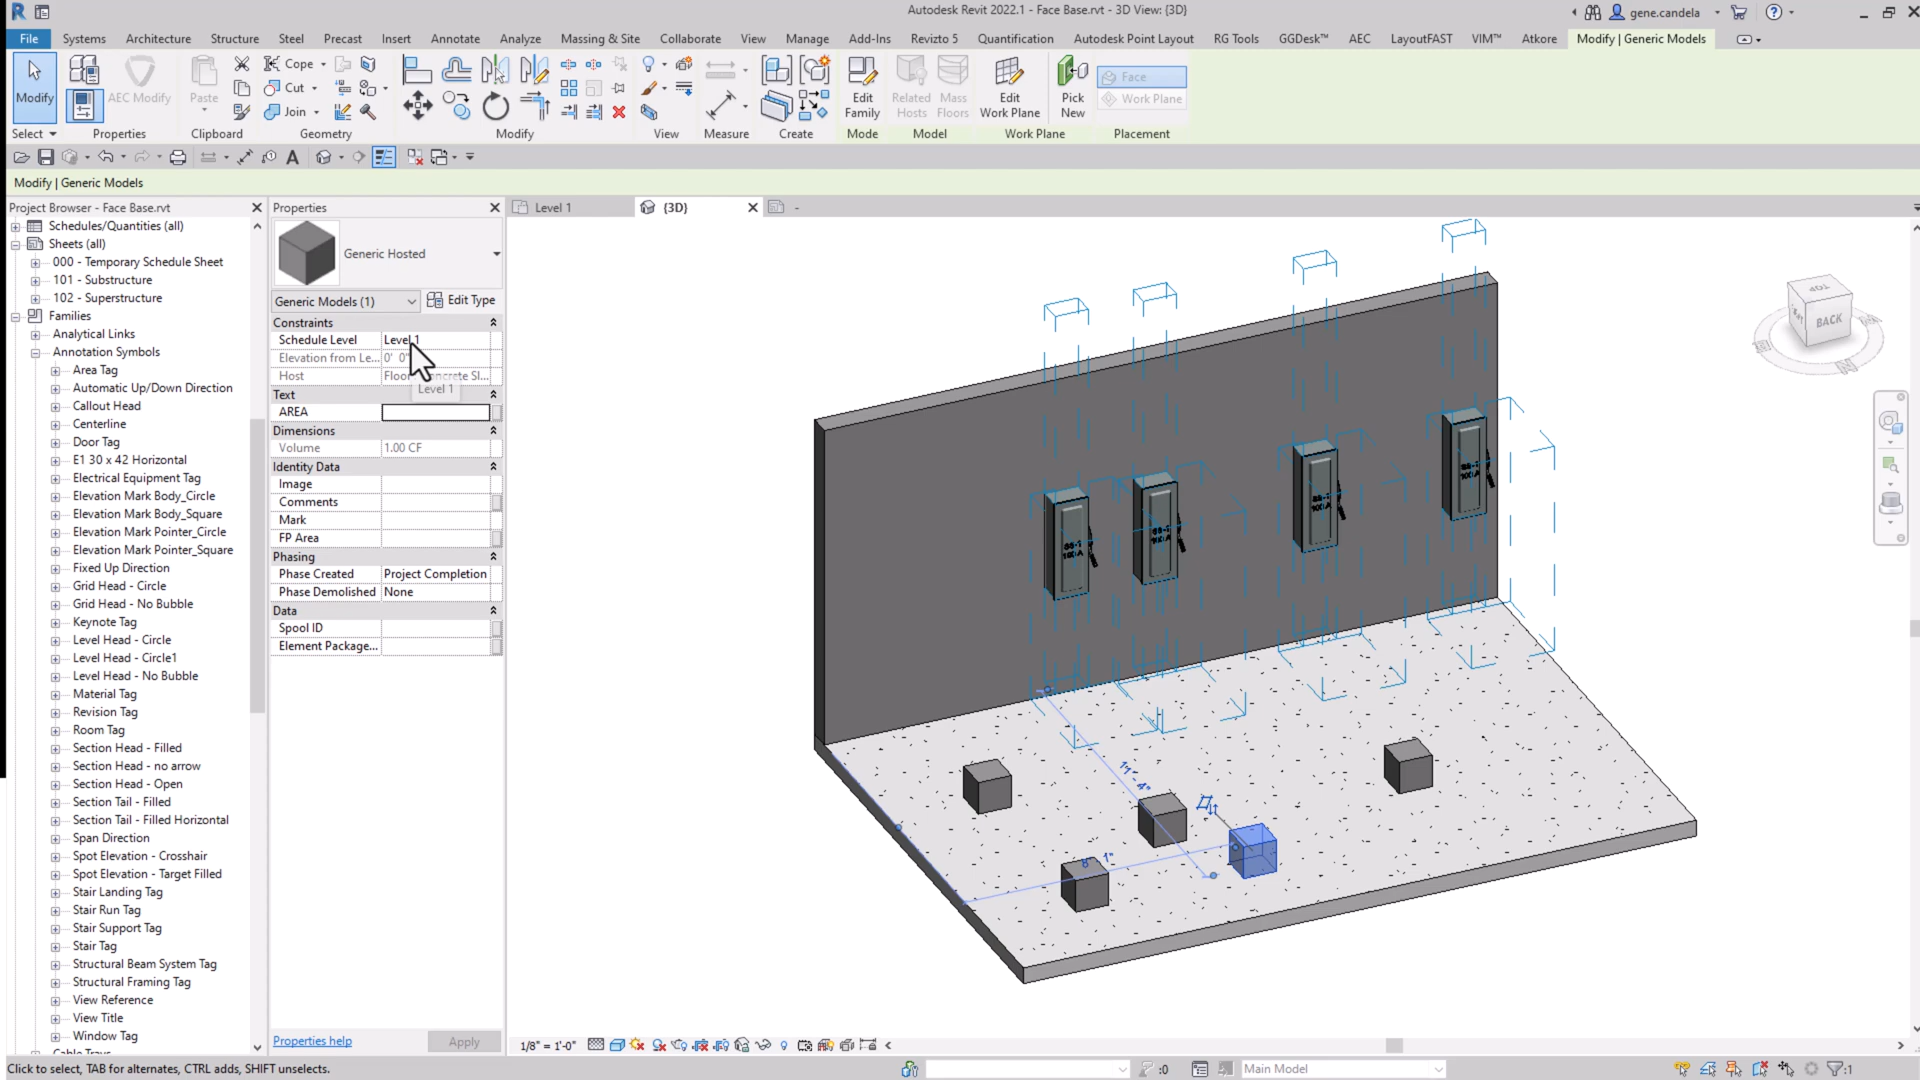 Autodesk Revit 2022.1 - Face Base.rvt - 3D View: {3D}
gene.candela
File Systems Architecture Structure Steel Precast Insert Annotate Analyze Massing & Site Collaborate View Manage Add-Ins Revizto 5 Quantification Autodesk Point Layout RG Tools GGDesk™ AEC LayoutFAST VIM™ Atkore Modify | Generic Models
Modify
AEC Modify
Paste
Cope
Cut
Join
Edit Family
Related Hosts
Mass Floors
Edit Work Plane
Pick New
Face
Work Plane
Select Properties Clipboard Geometry Modify View Measure Create Mode Model Work Plane Placement
Modify | Generic Models
Project Browser - Face Base.rvt
Schedules/Quantities (all)
Sheets (all)
000 - Temporary Schedule Sheet
101 - Substructure
102 - Superstructure
Families
Analytical Links
Annotation Symbols
Area Tag
Automatic Up/Down Direction
Callout Head
Centerline
Door Tag
E1 30 x 42 Horizontal
Electrical Equipment Tag
Elevation Mark Body_Circle
Elevation Mark Body_Square
Elevation Mark Pointer_Circle
Elevation Mark Pointer_Square
Fixed Up Direction
Grid Head - Circle
Grid Head - No Bubble
Keynote Tag
Level Head - Circle
Level Head - Circle1
Level Head - No Bubble
Material Tag
Revision Tag
Room Tag
Section Head - Filled
Section Head - no arrow
Section Head - Open
Section Tail - Filled
Section Tail - Filled Horizontal
Span Direction
Spot Elevation - Crosshair
Spot Elevation - Target Filled
Stair Landing Tag
Stair Run Tag
Stair Support Tag
Stair Tag
Structural Beam System Tag
Structural Framing Tag
View Reference
View Title
Window Tag
Properties
Generic Hosted
Generic Models (1) Edit Type
Constraints
Schedule Level Level 1
Elevation from Le... 0' 0"
Host
Level 1
Text
AREA
Dimensions
Volume 1.00 CF
Identity Data
Image
Comments
Mark
FP Area
Phasing
Phase Created Project Completion
Phase Demolished None
Data
Spool ID
Element Package...
Properties help Apply
Level 1 {3D} -
BACK
TOP
100 A
100 A
100 A
100 A
1"
1/8" = 1'-0"
Click to select, TAB for alternates, CTRL adds, SHIFT unselects.
:0
Main Model
:1